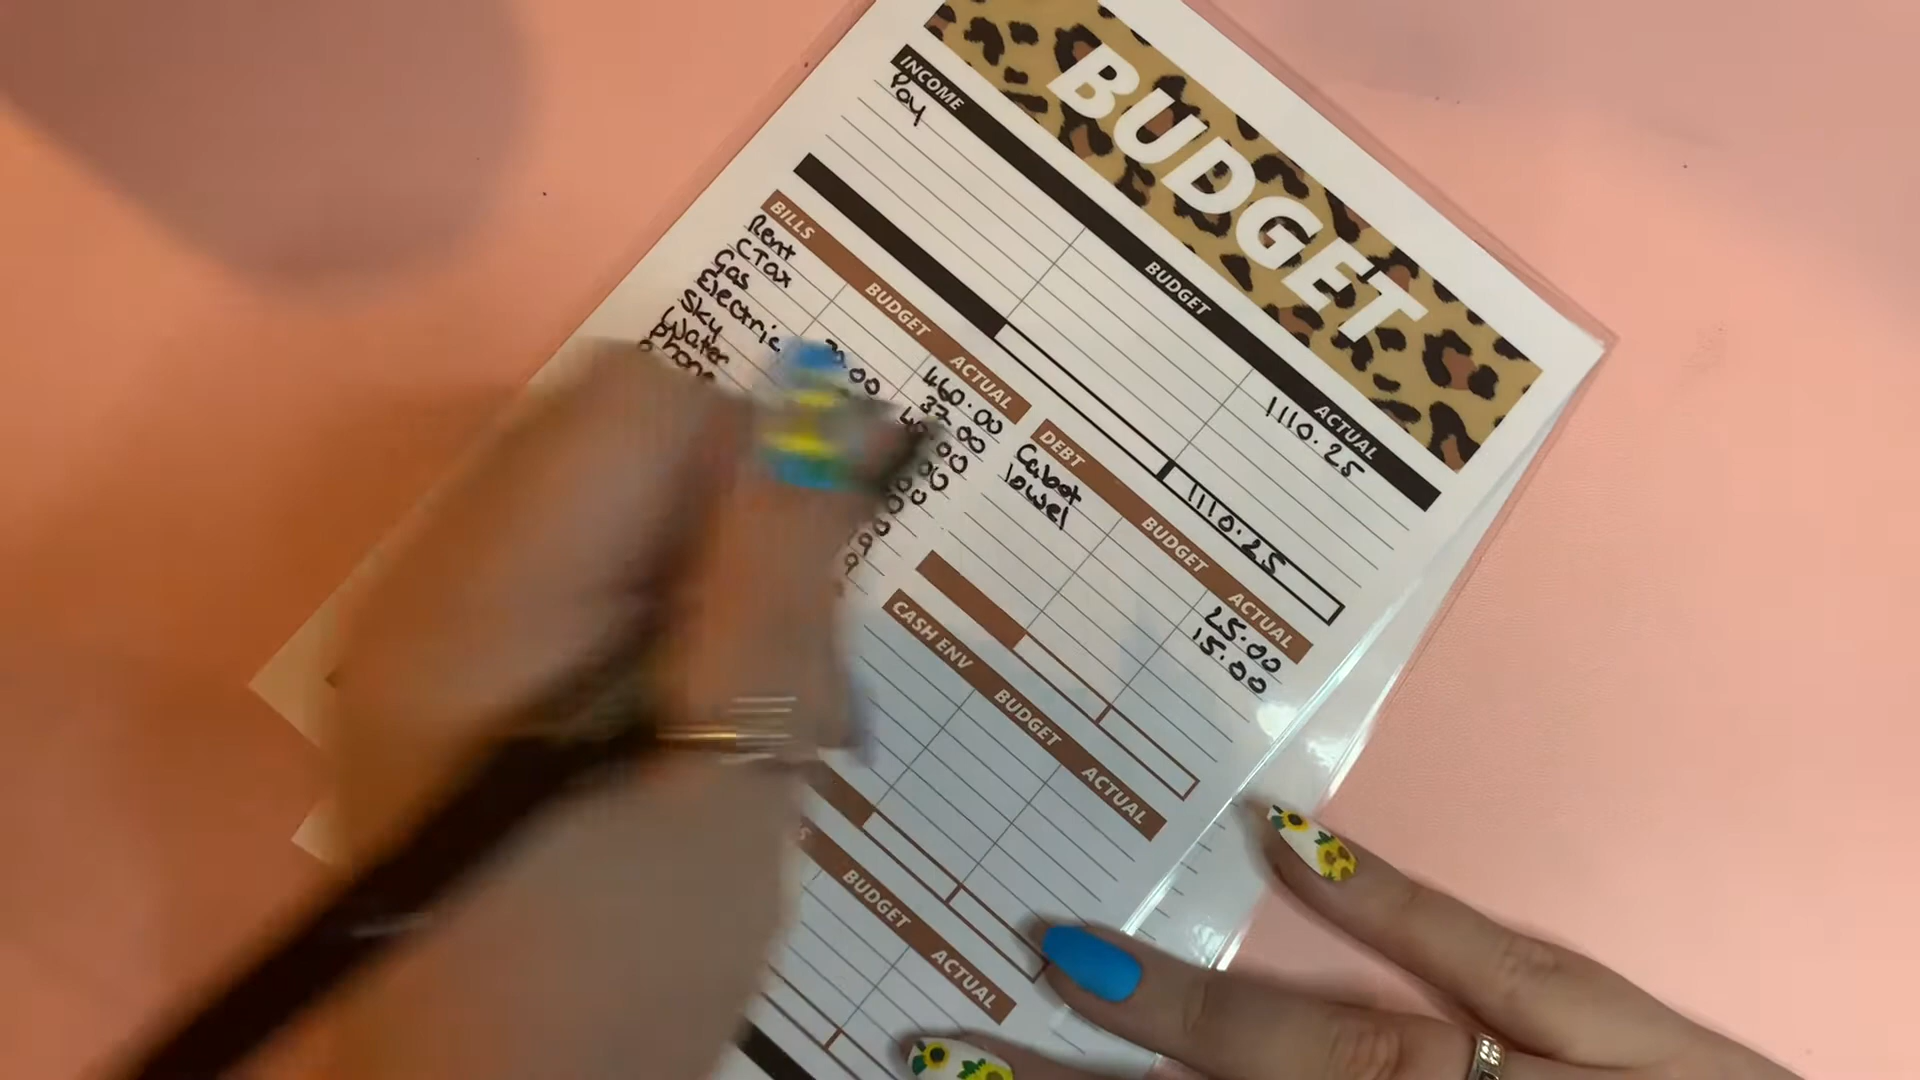 BUDGET
INCOME BUDGET ACTUAL
Pay 1110.25
1110.25
BILLS BUDGET ACTUAL
Rent 460.00
CTax 37.00
Gas
Electric
Sky
Water
Phone
DEBT BUDGET ACTUAL
Cabot 25.00
lowel 15.00
CASH ENV BUDGET ACTUAL
BUDGET ACTUAL